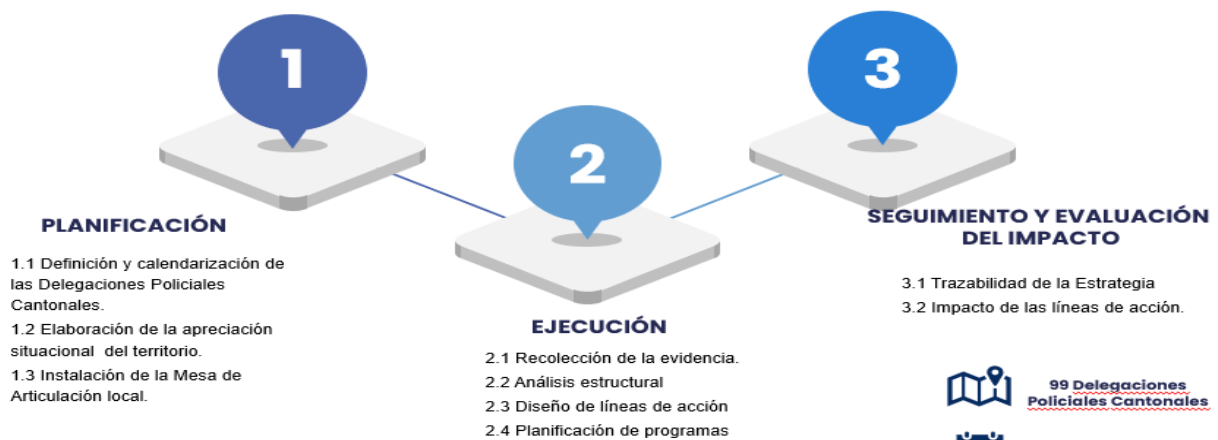 1
PLANIFICACIÓN
1.1 Definición y calendarización de
las Delegaciones Policiales
Cantonales.
1.2 Elaboración de la apreciación
situacional del territorio.
1.3 Instalación de la Mesa de
Articulación local.
2
EJECUCIÓN
2.1 Recolección de la evidencia.
2.2 Análisis estructural
2.3 Diseño de líneas de acción
2.4 Planificación de programas
3
SEGUIMIENTO Y EVALUACIÓN
DEL IMPACTO
3.1 Trazabilidad de la Estrategia
3.2 Impacto de las líneas de acción.
99 Delegaciones
Policiales Cantonales